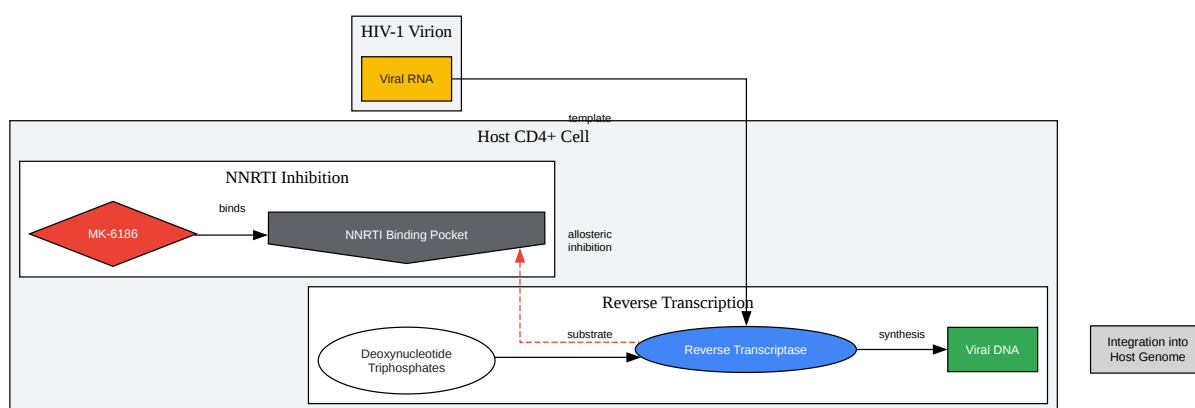 HIV-1 Virion
Viral RNA
template
Host CD4+ Cell
NNRTI Inhibition
MK-6186
binds
NNRTI Binding Pocket
allosteric
inhibition
Reverse Transcription
Deoxynucleotide
Triphosphates
substrate
Reverse Transcriptase
synthesis
Viral DNA
Integration into
Host Genome